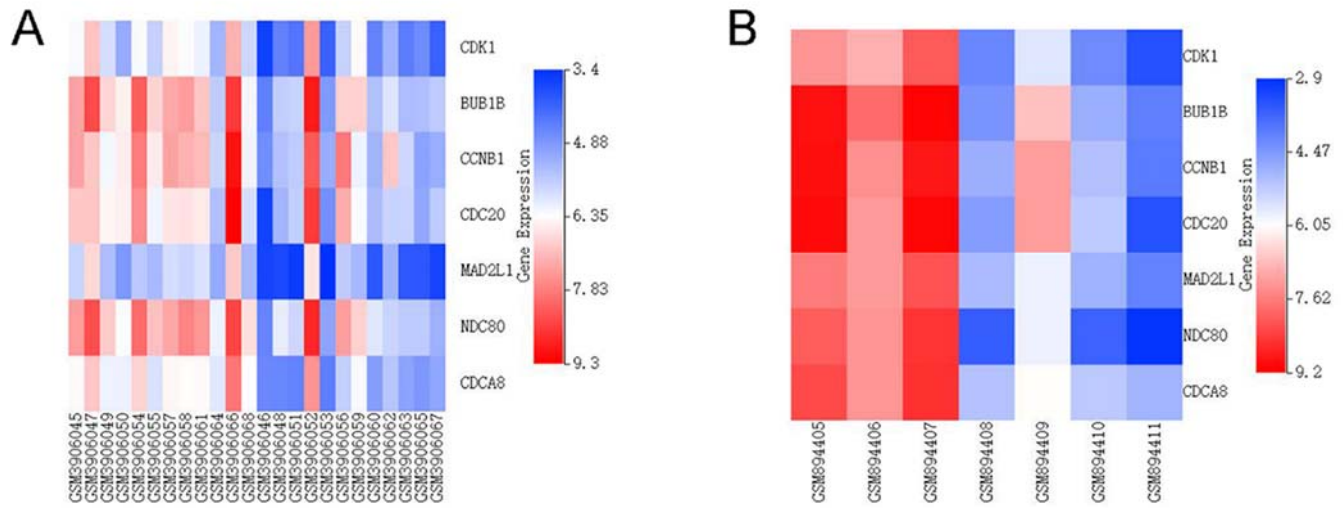 A
CDK1
BUB1B
CCNB1
CDC20
MAD2L1
NDC80
CDCA8
3.4
4.88
6.35
7.83
9.3
Gene Expression
GSM3906045
GSM3906047
GSM3906049
GSM3906050
GSM3906054
GSM3906055
GSM3906057
GSM3906058
GSM3906061
GSM3906064
GSM3906066
GSM3906068
GSM3906046
GSM3906048
GSM3906051
GSM3906052
GSM3906053
GSM3906056
GSM3906059
GSM3906060
GSM3906062
GSM3906063
GSM3906065
GSM3906067
B
CDK1
BUB1B
CCNB1
CDC20
MAD2L1
NDC80
CDCA8
2.9
4.47
6.05
7.62
9.2
Gene Expression
GSM894405
GSM894406
GSM894407
GSM894408
GSM894409
GSM894410
GSM894411